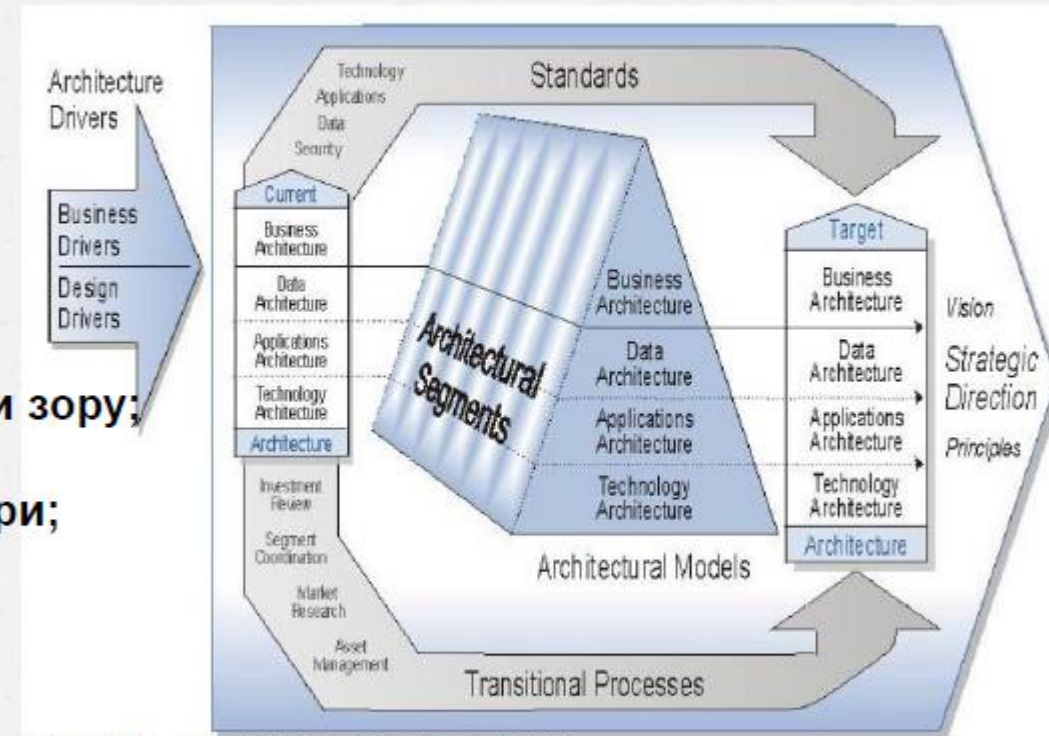 Architecture
Drivers
Business
Drivers
Design
Drivers
и зору;
ри;
Technology
Applications
Data
Security
Standards
Current
Business
Architecture
Data
Architecture
Applications
Architecture
Technology
Architecture
Architecture
Investment
Review
Segment
Coordination
Market
Research
Asset
Management
Architectural
Segments
Business
Architecture
Data
Architecture
Applications
Architecture
Technology
Architecture
Architectural Models
Transitional Processes
Target
Business
Architecture
Data
Architecture
Applications
Architecture
Technology
Architecture
Architecture
Vision
Strategic
Direction
Principles